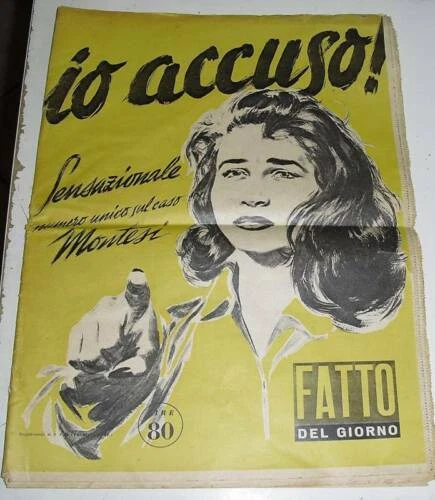 io accuso!
Sensazionale
numero unico sul caso
Montesi
LIRE
80
FATTO
DEL GIORNO